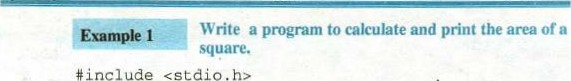 Example 1
Write a program to calculate and print the area of a
square.
#include <stdio.h>